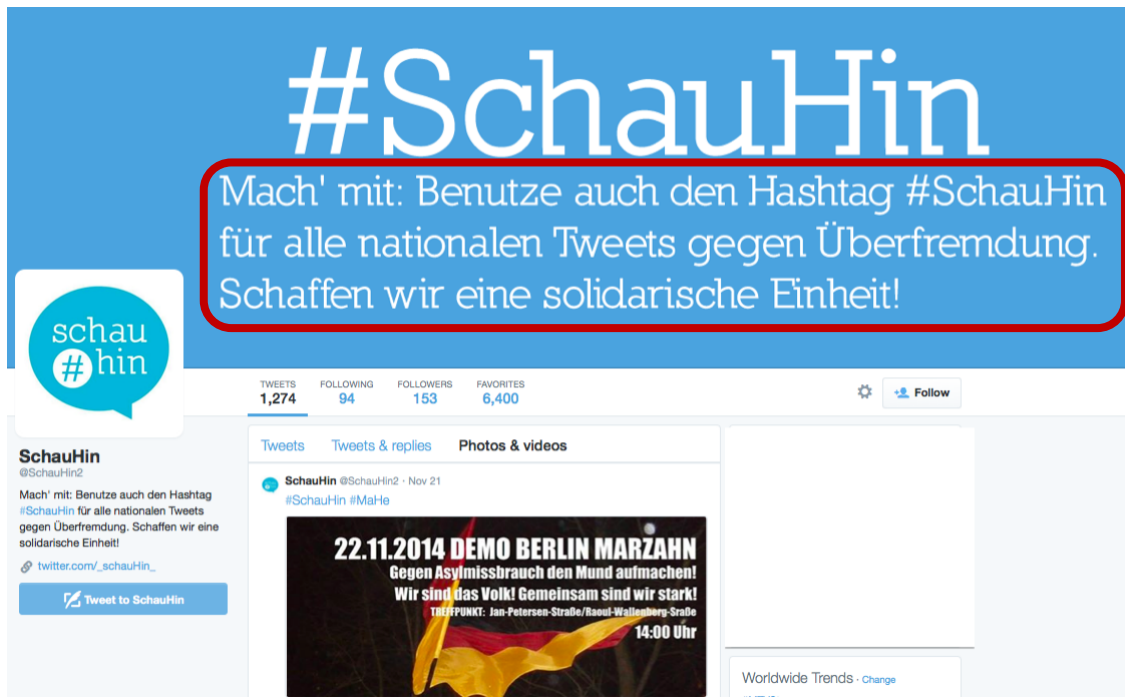 #SchauHin
Mach' mit: Benutze auch den Hashtag #SchauHin
für alle nationalen Tweets gegen Überfremdung.
Schaffen wir eine solidarische Einheit!
schau
# hin
TWEETS FOLLOWING FOLLOWERS FAVORITES
1,274 94 153 6,400
Follow
SchauHin
@SchauHin2
Mach' mit: Benutze auch den Hashtag
#SchauHin für alle nationalen Tweets
gegen Überfremdung. Schaffen wir eine
solidarische Einheit!
twitter.com/_schauHin_
Tweet to SchauHin
Tweets Tweets & replies Photos & videos
SchauHin @SchauHin2 · Nov 21
#SchauHin #MaHe
22.11.2014 DEMO BERLIN MARZAHN
Gegen Asylmissbrauch den Mund aufmachen!
Wir sind das Volk! Gemeinsam sind wir stark!
TREFFPUNKT: Jan-Petersen-Straße/Raoul-Wallenberg-Sraße
14:00 Uhr
Worldwide Trends · Change